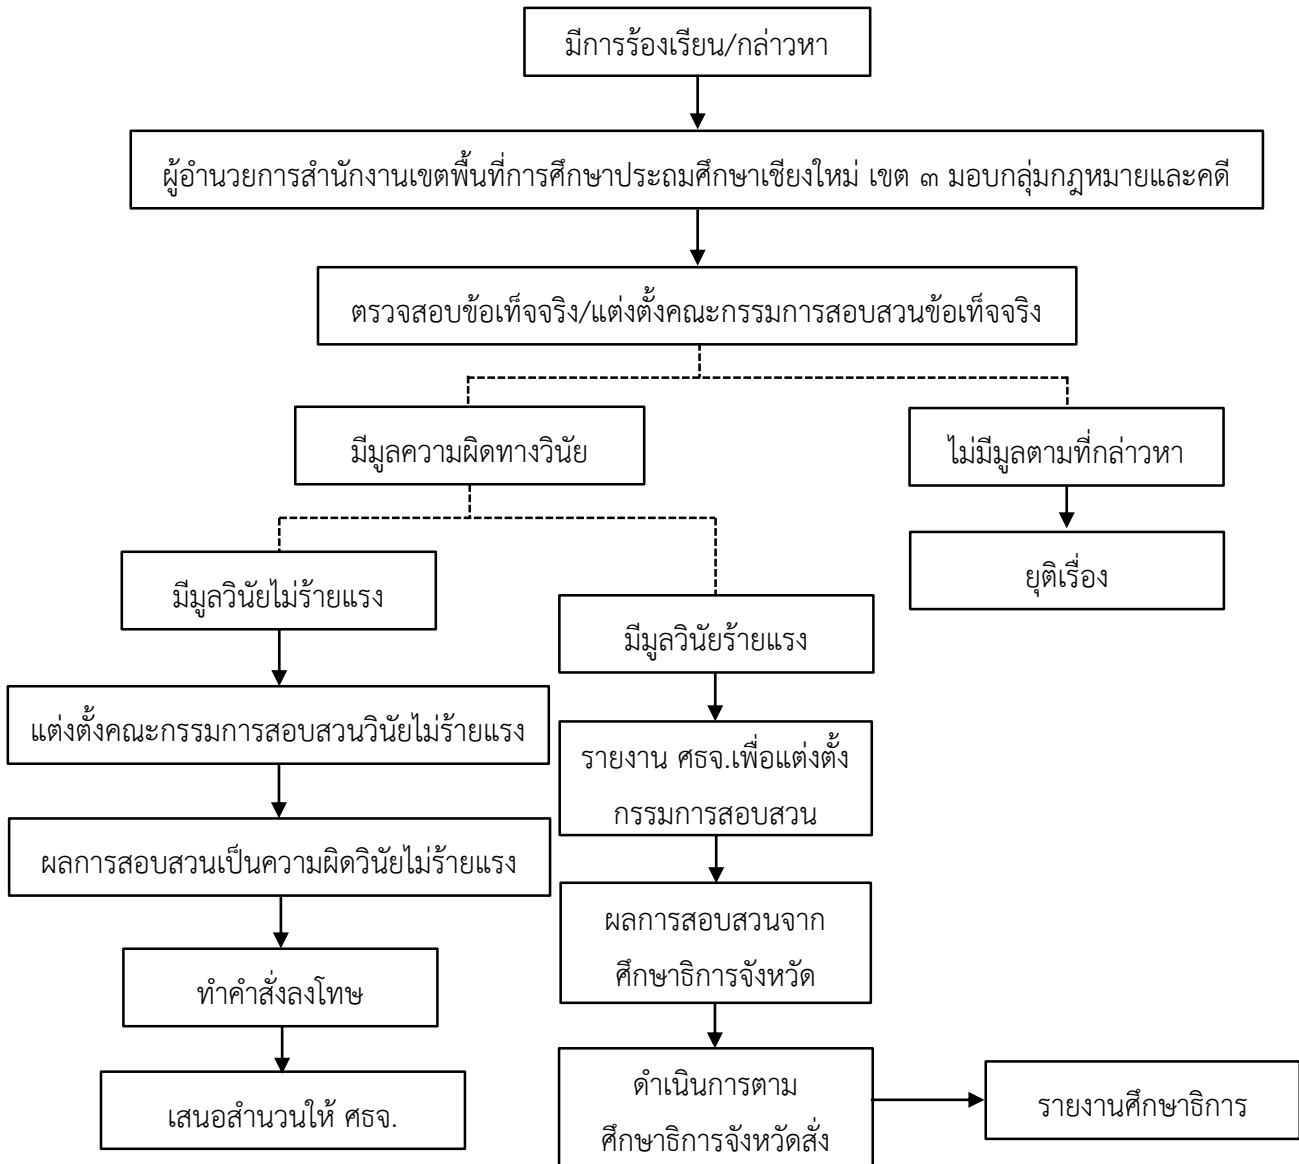 มีการร้องเรียน/กล่าวหา
ผู้อำนวยการสำนักงานเขตพื้นที่การศึกษาประถมศึกษาเชียงใหม่ เขต ๓ มอบกลุ่มกฎหมายและคดี
ตรวจสอบข้อเท็จจริง/แต่งตั้งคณะกรรมการสอบสวนข้อเท็จจริง
มีมูลความผิดทางวินัย
ไม่มีมูลตามที่กล่าวหา
ยุติเรื่อง
มีมูลวินัยไม่ร้ายแรง
แต่งตั้งคณะกรรมการสอบสวนวินัยไม่ร้ายแรง
ผลการสอบสวนเป็นความผิดวินัยไม่ร้ายแรง
ทำคำสั่งลงโทษ
เสนอสำนวนให้ ศธจ.
มีมูลวินัยร้ายแรง
รายงาน ศธจ.เพื่อแต่งตั้ง
กรรมการสอบสวน
ผลการสอบสวนจาก
ศึกษาธิการจังหวัด
ดำเนินการตาม
ศึกษาธิการจังหวัดสั่ง
รายงานศึกษาธิการ